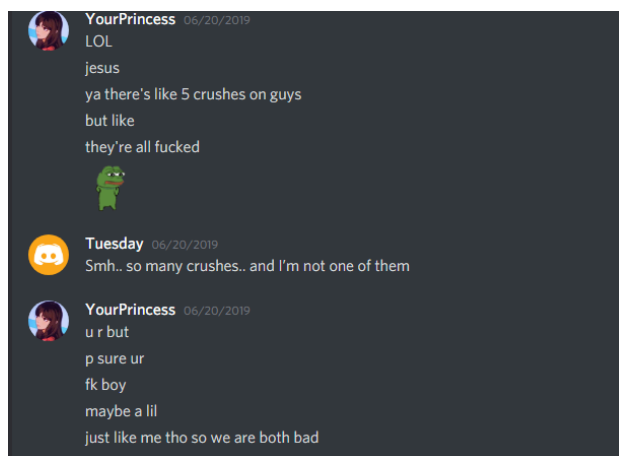 YourPrincess 06/20/2019
LOL
jesus
ya there's like 5 crushes on guys
but like
they're all fucked
Tuesday 06/20/2019
Smh.. so many crushes.. and I'm not one of them
YourPrincess 06/20/2019
u r but
p sure ur
fk boy
maybe a lil
just like me tho so we are both bad